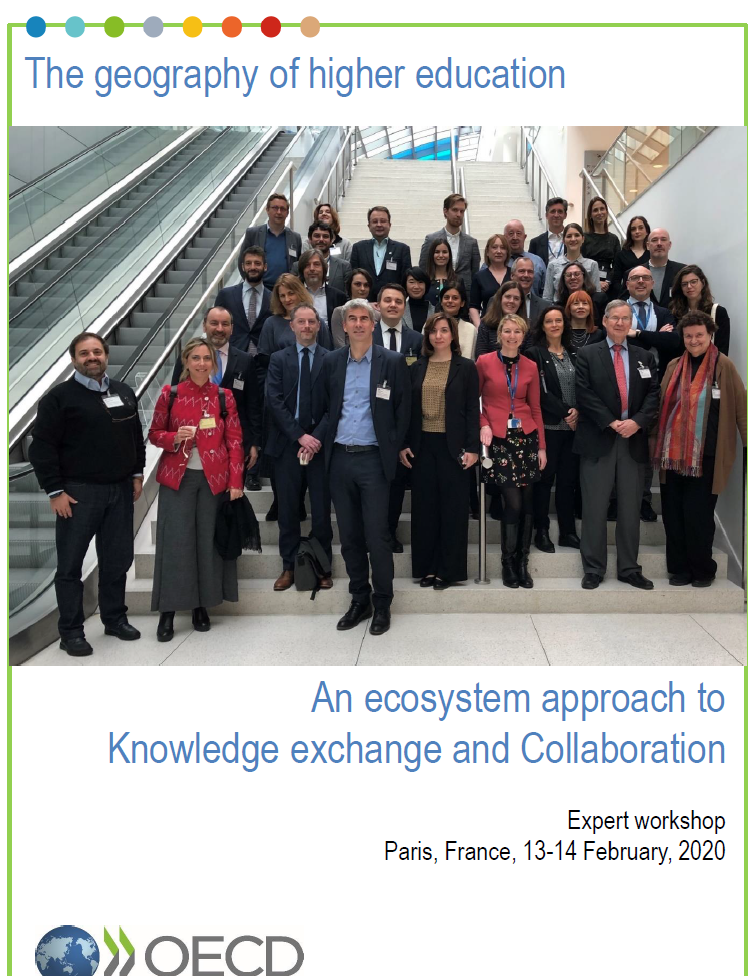 The geography of higher education
An ecosystem approach to
Knowledge exchange and Collaboration
Expert workshop
Paris, France, 13-14 February, 2020
OECD